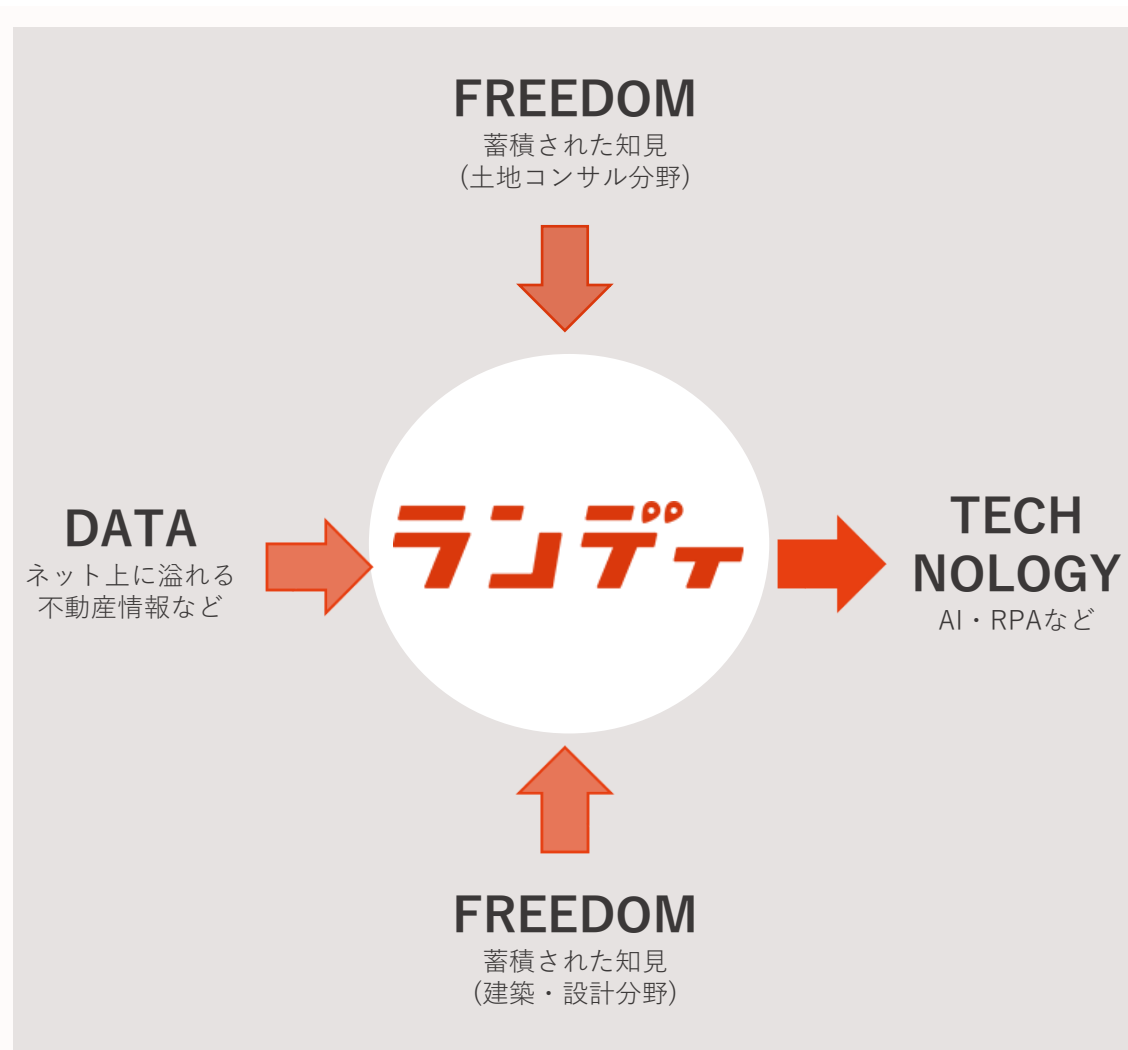 FREEDOM
蓄積された知見
(土地コンサル分野)
DATA
ネット上に溢れる
不動産情報など
ランディ
TECH
NOLOGY
AI・RPAなど
FREEDOM
蓄積された知見
(建築・設計分野)